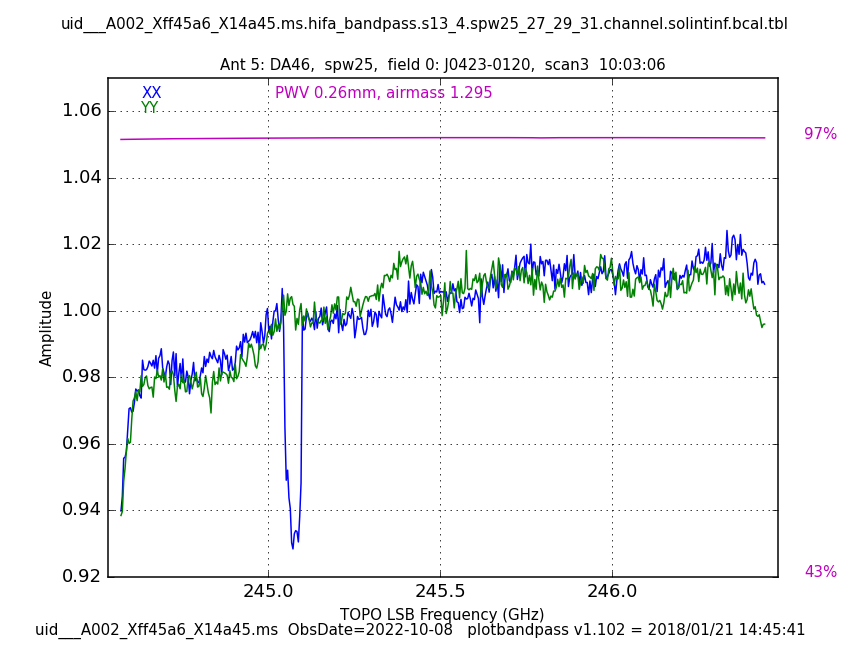 uid___A002_Xff45a6_X14a45.ms.hifa_bandpass.s13_4.spw25_27_29_31.channel.solintinf.bcal.tbl
Ant 5: DA46,  spw25,  field 0: J0423-0120,  scan3  10:03:06
XX
PWV 0.26mm, airmass 1.295
YY
1.06
97%
1.04
1.02
1.00
0.98
0.96
0.94
0.92
43%
Amplitude
245.0
245.5
246.0
TOPO LSB Frequency (GHz)
uid___A002_Xff45a6_X14a45.ms  ObsDate=2022-10-08   plotbandpass v1.102 = 2018/01/21 14:45:41